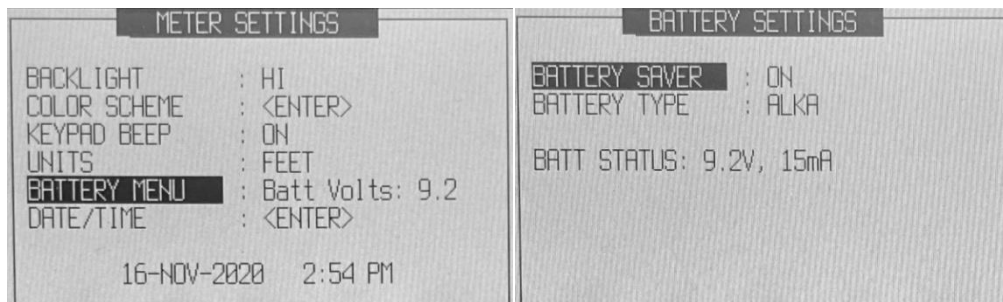 METER SETTINGS
BACKLIGHT : HI
COLOR SCHEME : <ENTER>
KEYPAD BEEP : ON
UNITS : FEET
BATTERY MENU : Batt Volts: 9.2
DATE/TIME : <ENTER>
16-NOV-2020 2:54 PM
BATTERY SETTINGS
BATTERY SAVER : ON
BATTERY TYPE : ALKA
BATT STATUS: 9.2V, 15mA